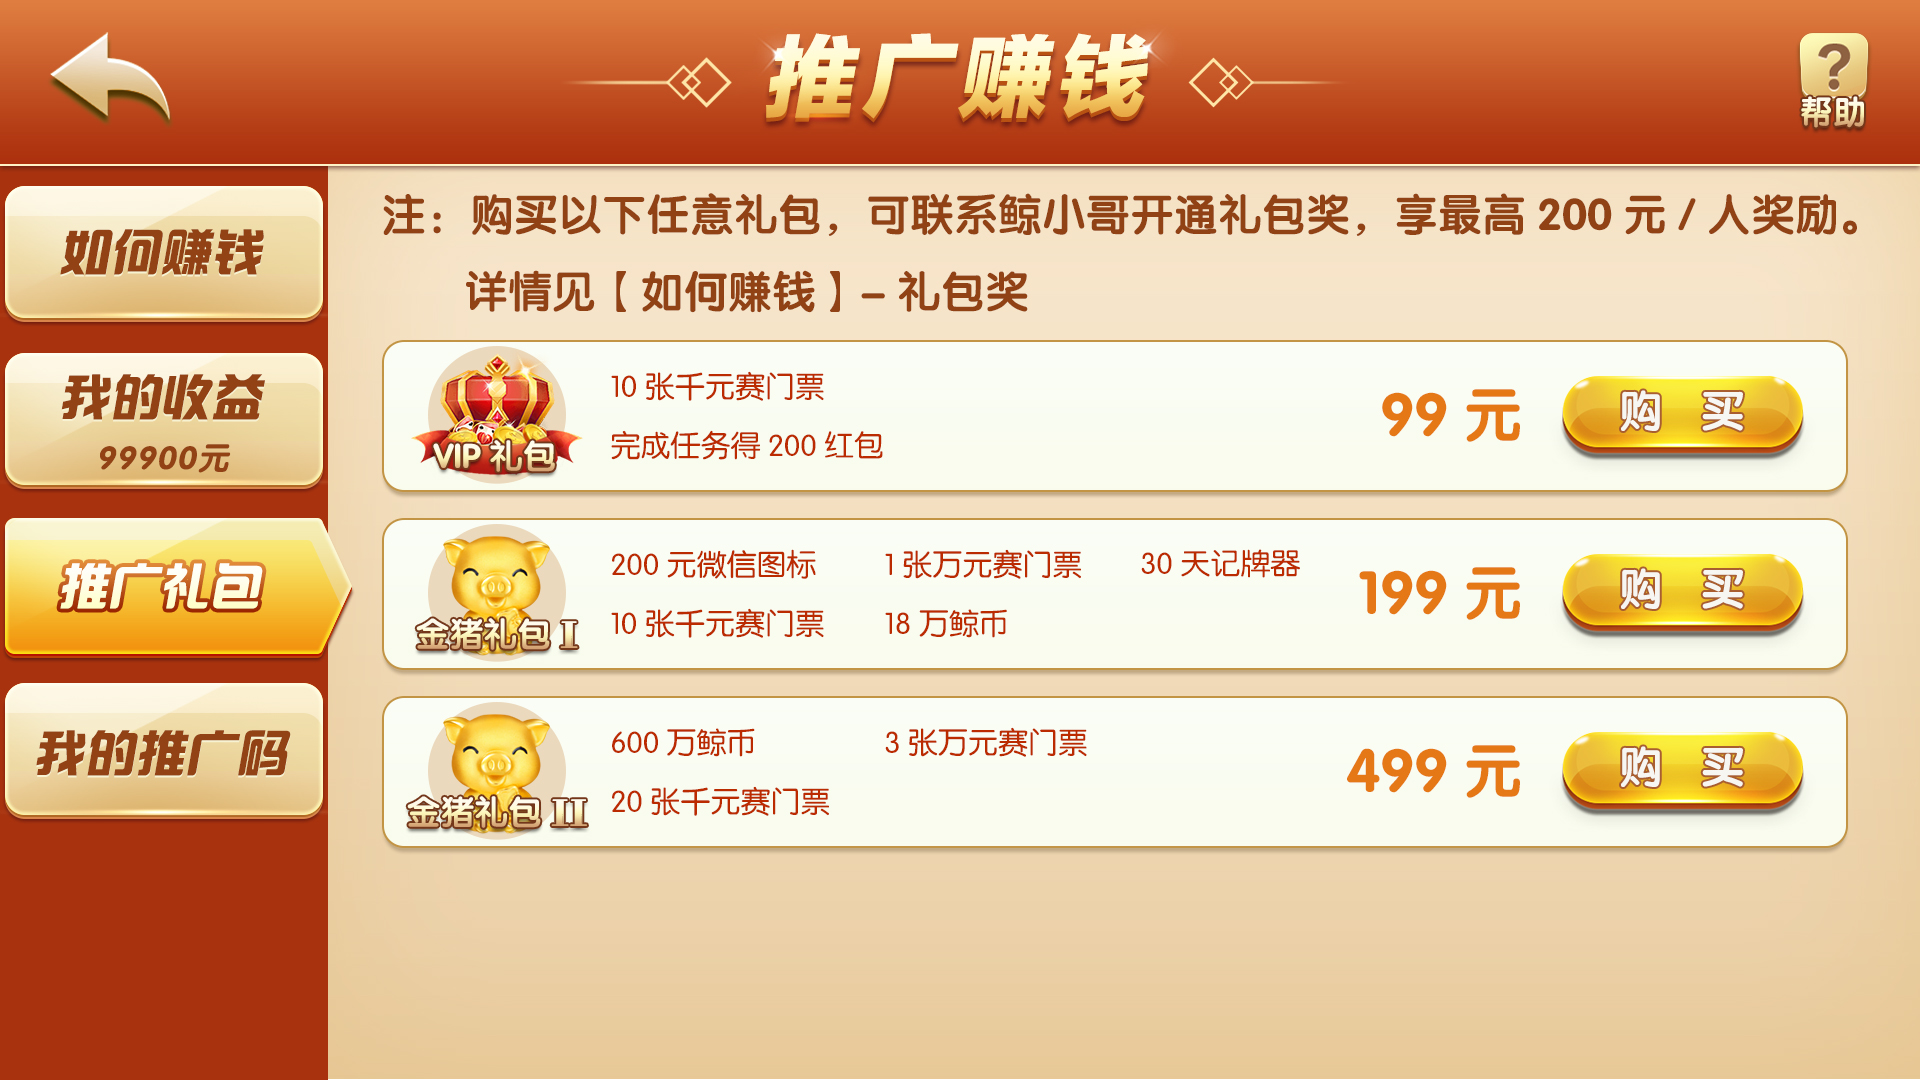 推广赚钱
?
帮助
如何赚钱
我的收益
99900元
推广礼包
我的推广码
注：购买以下任意礼包，可联系鲸小哥开通礼包奖，享最高 200 元 / 人奖励。
详情见【如何赚钱】– 礼包奖
VIP 礼包
10 张千元赛门票
完成任务得 200 红包
99 元
购 买
金猪礼包 I
200 元微信图标 1 张万元赛门票 30 天记牌器
10 张千元赛门票 18 万鲸币
199 元
购 买
金猪礼包 II
600 万鲸币 3 张万元赛门票
20 张千元赛门票
499 元
购 买